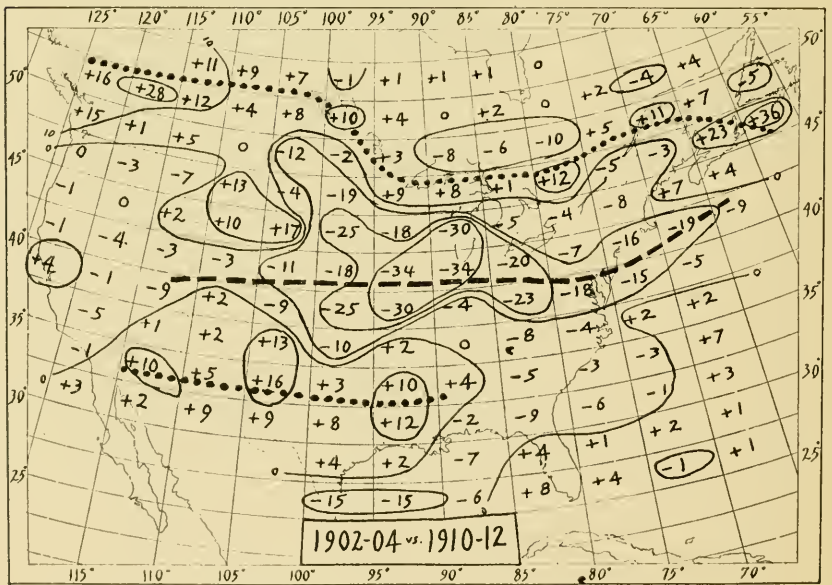 125° 120° 115° 110° 105° 100° 95° 90° 85° 80° 75° 70° 65° 60° 55°
50° 50°
10 +11 +9 +7 -1 +1 +1 +1 0 +2 -4 +4 -5
+16 +28 +12 +4 +8 +10 +4 0 +2 0 +5 +11 +7 +23 +36
10 +15 +1 +5 0 -12 -2 +3 -8 -6 -10 -5 -3
45° 0 0 -3 -7 +13 -4 -19 +9 +8 +1 +12 -8 +7 +4 0 45°
-1 0 +2 +10 +17 -25 -18 -30 -5 -4 -16 -19 -9
40° -1 -4 -3 -3 -11 -18 -34 -34 -20 -7 -15 -5 0 40°
+4 -1 -9 +2 -9 -25 -30 -4 -23 -18 +2 +2
35° -5 +1 +2 +13 -10 +2 0 -8 -4 -3 +7 35°
-1 +10 +5 +16 +3 +10 +4 -5 -3 -1 +3
30° 0 +3 +2 +9 +9 +8 +12 -2 -9 -6 +2 +1 30°
0 +4 +2 -7 +4 +1 -1 +1
25° -15 -15 -6 +8 +4 25°
0
1902-04 vs. 1910-12
115° 110° 105° 100° 95° 90° 85° 80° 75° 70°